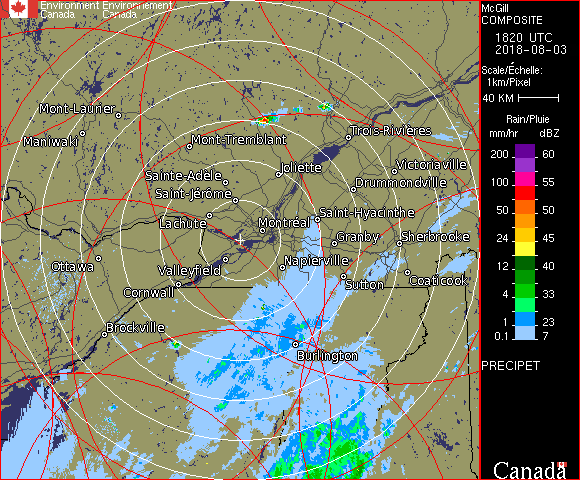 Environment Environnement
Canada Canada
McGill
COMPOSITE
1820 UTC
2018-08-03
Scale/Échelle:
1km/Pixel
40 KM
Rain/Pluie
mm/hr dBZ
200 60
100 55
50 50
24 45
12 40
4 33
1 23
0.1 7
PRECIPET
Canada
Mont-Laurier
Maniwaki
Mont-Tremblant
Trois-Rivières
Sainte-Adèle
Joliette
Victoriaville
Saint-Jérôme
Drummondville
Lachute
Montréal
Saint-Hyacinthe
Granby
Sherbrooke
Ottawa
Valleyfield
Napierville
Cornwall
Sutton
Coaticook
Brockville
Burlington